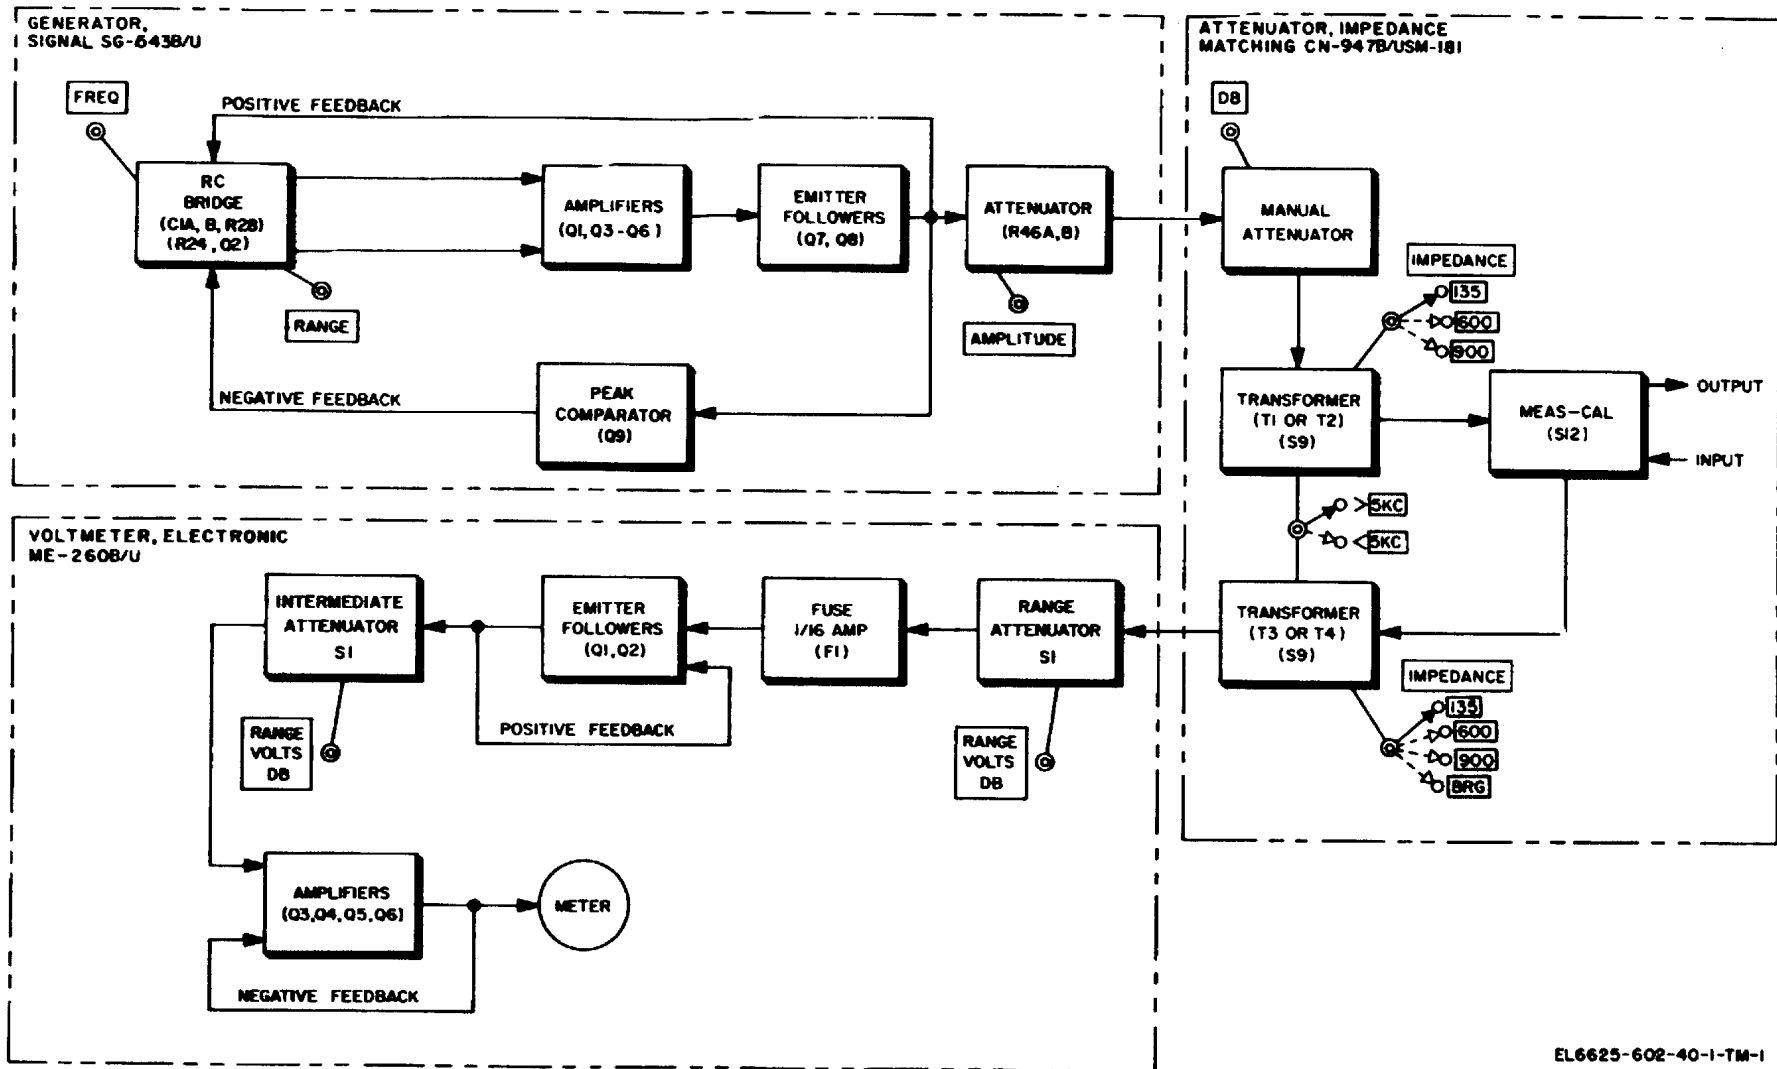 GENERATOR,
SIGNAL SG-543B/U
FREQ
POSITIVE FEEDBACK
RC
BRIDGE
(C1A, B, R28)
(R24, Q2)
RANGE
AMPLIFIERS
(Q1, Q3-Q6)
EMITTER
FOLLOWERS
(Q7, Q8)
ATTENUATOR
(R46A,B)
AMPLITUDE
NEGATIVE FEEDBACK
PEAK
COMPARATOR
(Q9)
ATTENUATOR, IMPEDANCE
MATCHING CN-947B/USM-181
DB
MANUAL
ATTENUATOR
IMPEDANCE
135
600
900
TRANSFORMER
(T1 OR T2)
(S9)
MEAS-CAL
(S12)
OUTPUT
INPUT
>5KC
<5KC
TRANSFORMER
(T3 OR T4)
(S9)
IMPEDANCE
135
600
900
BRG
VOLTMETER, ELECTRONIC
ME-260B/U
INTERMEDIATE
ATTENUATOR
S1
RANGE
VOLTS
DB
EMITTER
FOLLOWERS
(Q1,Q2)
POSITIVE FEEDBACK
FUSE
1/16 AMP
(F1)
RANGE
ATTENUATOR
S1
RANGE
VOLTS
DB
AMPLIFIERS
(Q3,Q4,Q5,Q6)
METER
NEGATIVE FEEDBACK
EL6625-602-40-1-TM-1